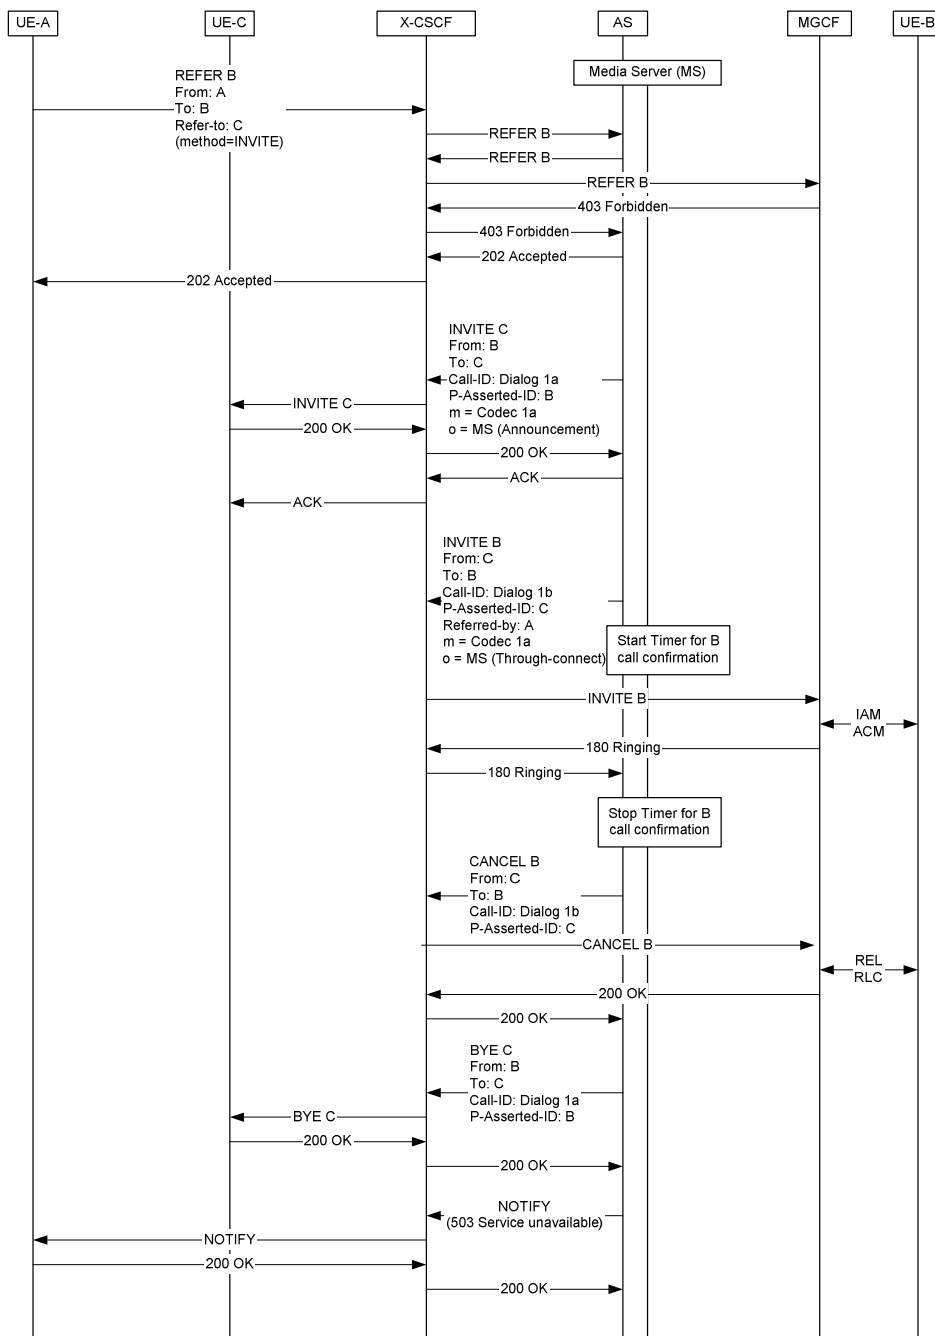 UE-A
UE-C
X-CSCF
AS
MGCF
UE-B
Media Server (MS)
REFER B
From: A
To: B
Refer-to: C
(method=INVITE)
REFER B
REFER B
REFER B
403 Forbidden
403 Forbidden
202 Accepted
202 Accepted
INVITE C
From: B
To: C
Call-ID: Dialog 1a
P-Asserted-ID: B
m = Codec 1a
o = MS (Announcement)
INVITE C
200 OK
200 OK
ACK
ACK
INVITE B
From: C
To: B
Call-ID: Dialog 1b
P-Asserted-ID: C
Referred-by: A
m = Codec 1a
o = MS (Through-connect)
Start Timer for B
call confirmation
INVITE B
IAM
ACM
180 Ringing
180 Ringing
Stop Timer for B
call confirmation
CANCEL B
From: C
To: B
Call-ID: Dialog 1b
P-Asserted-ID: C
CANCEL B
REL
RLC
200 OK
200 OK
BYE C
From: B
To: C
Call-ID: Dialog 1a
P-Asserted-ID: B
BYE C
200 OK
200 OK
NOTIFY
(503 Service unavailable)
NOTIFY
200 OK
200 OK